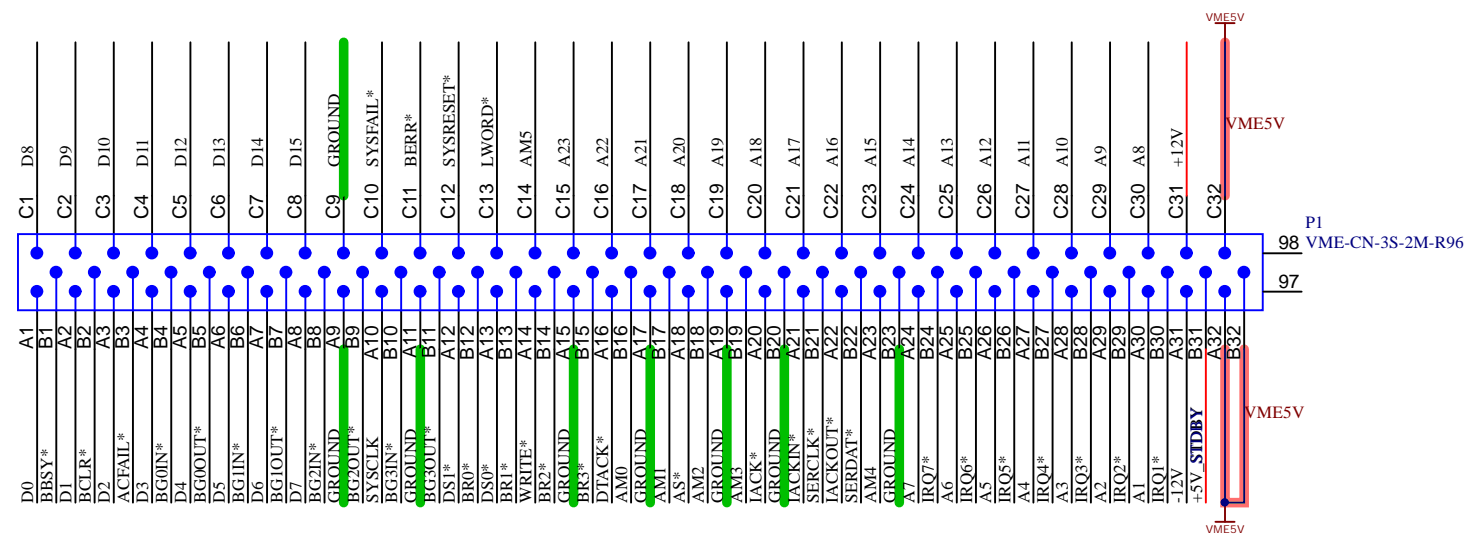 VME5V
D8 D9 D10 D11 D12 D13 D14 D15 GROUND SYSFAIL* BERR* SYSRESET* LWORD* AM5 A23 A22 A21 A20 A19 A18 A17 A16 A15 A14 A13 A12 A11 A10 A9 A8 +12V VME5V
C1 C2 C3 C4 C5 C6 C7 C8 C9 C10 C11 C12 C13 C14 C15 C16 C17 C18 C19 C20 C21 C22 C23 C24 C25 C26 C27 C28 C29 C30 C31 C32
P1
98 VME-CN-3S-2M-R96
97
A1 B1 A2 B2 A3 B3 A4 B4 A5 B5 A6 B6 A7 B7 A8 B8 A9 B9 A10 B10 A11 B11 A12 B12 A13 B13 A14 B14 A15 B15 A16 B16 A17 B17 A18 B18 A19 B19 A20 B20 A21 B21 A22 B22 A23 B23 A24 B24 A25 B25 A26 B26 A27 B27 A28 B28 A29 B29 A30 B30 A31 B31 A32 B32
D0 BBSY* D1 BCLR* D2 ACFAIL* D3 BG0IN* D4 BG0OUT* D5 BG1IN* D6 BG1OUT* D7 BG2IN* GROUND BG2OUT* SYSCLK BG3IN* GROUND BG3OUT* DS1* BR0* DS0* BR1* WRITE* BR2* GROUND BR3* DTACK* AM0 GROUND AM1 AS* AM2 GROUND AM3 IACK* GROUND IACKIN* SERCLK* IACKOUT* SERDAT* AM4 GROUND A7 IRQ7* A6 IRQ6* A5 IRQ5* A4 IRQ4* A3 IRQ3* A2 IRQ2* A1 IRQ1* -12V +5V_STDBY VME5V
VME5V